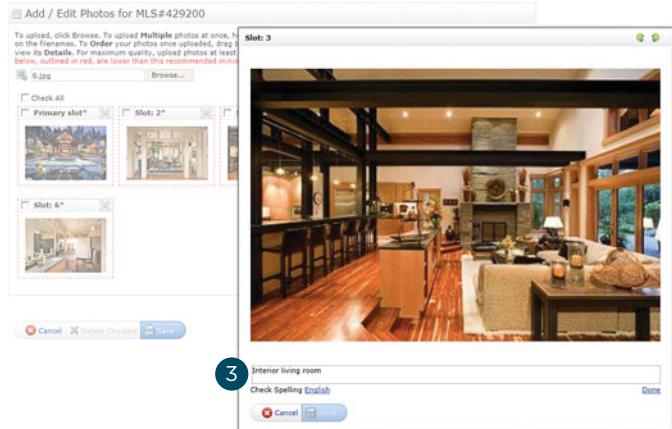 Add / Edit Photos for MLS#429200
To upload, click Browse. To upload Multiple photos at once, h
on the filenames. To Order your photos once uploaded, drag
view its Details. For maximum quality, upload photos at least
below, outlined in red, are lower than this recommended
6.jpg Browse...
Check All
Primary slot* Slot: 2*
Slot: 6*
Cancel Delete Checked Save
Slot: 3
3
Interior living room
Check Spelling English Done
Cancel Save